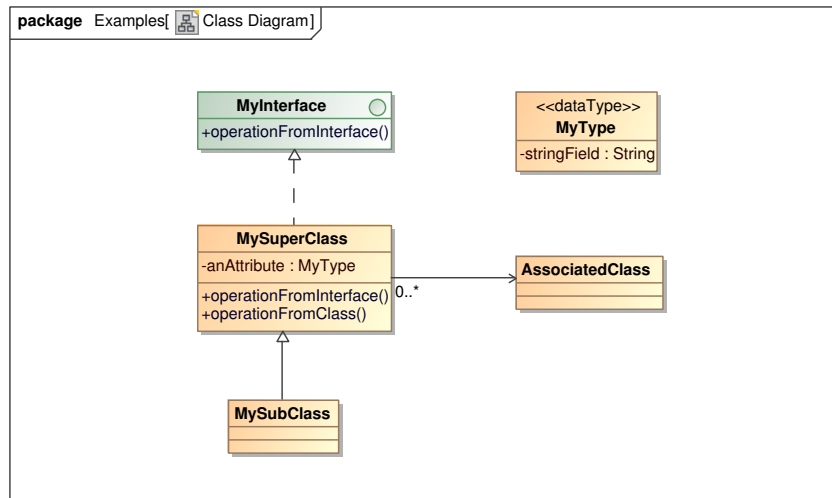 package Examples[ Class Diagram]
MyInterface
+operationFromInterface()
<<dataType>>
MyType
-stringField : String
MySuperClass
-anAttribute : MyType
+operationFromInterface()
+operationFromClass()
0..*
AssociatedClass
MySubClass